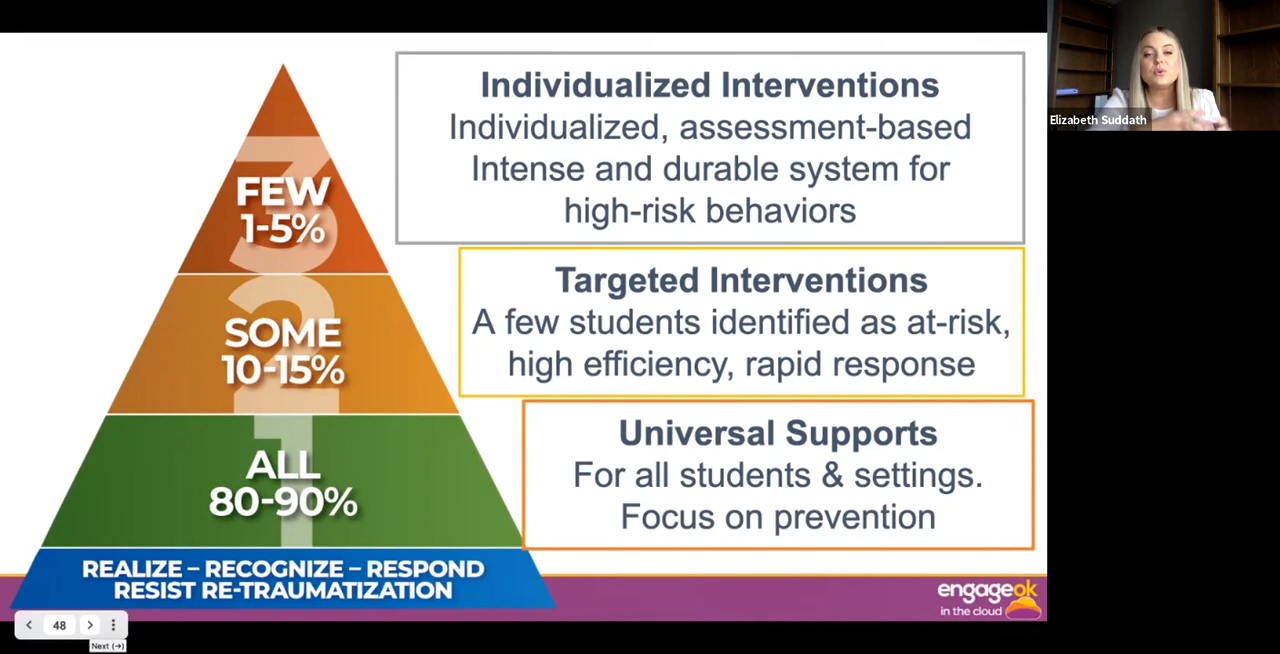 Individualized Interventions
Individualized, assessment-based
Intense and durable system for
high-risk behaviors
Targeted Interventions
A few students identified as at-risk,
high efficiency, rapid response
Universal Supports
For all students & settings.
Focus on prevention
3
FEW
1-5%
2
SOME
10-15%
1
ALL
80-90%
REALIZE – RECOGNIZE – RESPOND
RESIST RE-TRAUMATIZATION
engageok
in the cloud
48
Next (→)
Elizabeth Suddath